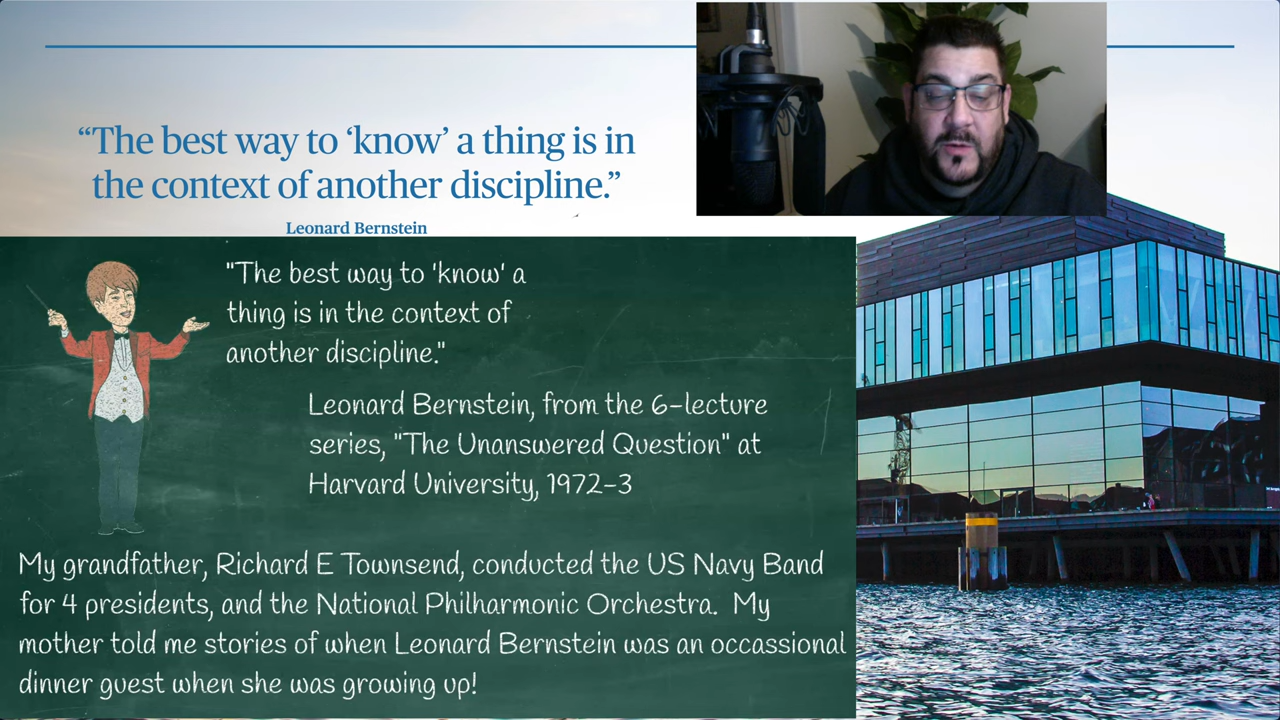 “The best way to ‘know’ a thing is in
the context of another discipline.”
Leonard Bernstein
"The best way to 'know' a
thing is in the context of
another discipline."
Leonard Bernstein, from the 6-lecture
series, "The Unanswered Question" at
Harvard University, 1972-3
My grandfather, Richard E Townsend, conducted the US Navy Band
for 4 presidents, and the National Philharmonic Orchestra. My
mother told me stories of when Leonard Bernstein was an occassional
dinner guest when she was growing up!